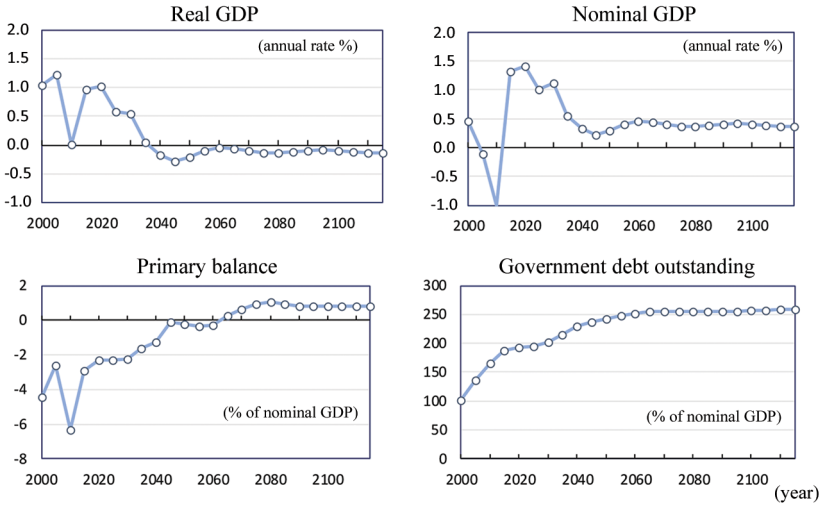 Real GDP
(annual rate %)
2.0
1.5
1.0
0.5
0.0
-0.5
-1.0
2000 2020 2040 2060 2080 2100
Nominal GDP
(annual rate %)
2.0
1.5
1.0
0.5
0.0
-0.5
-1.0
2000 2020 2040 2060 2080 2100
Primary balance
2
0
-2
-4
-6
-8
(% of nominal GDP)
2000 2020 2040 2060 2080 2100
Government debt outstanding
300
250
200
150
100
50
0
(% of nominal GDP)
2000 2020 2040 2060 2080 2100
(year)